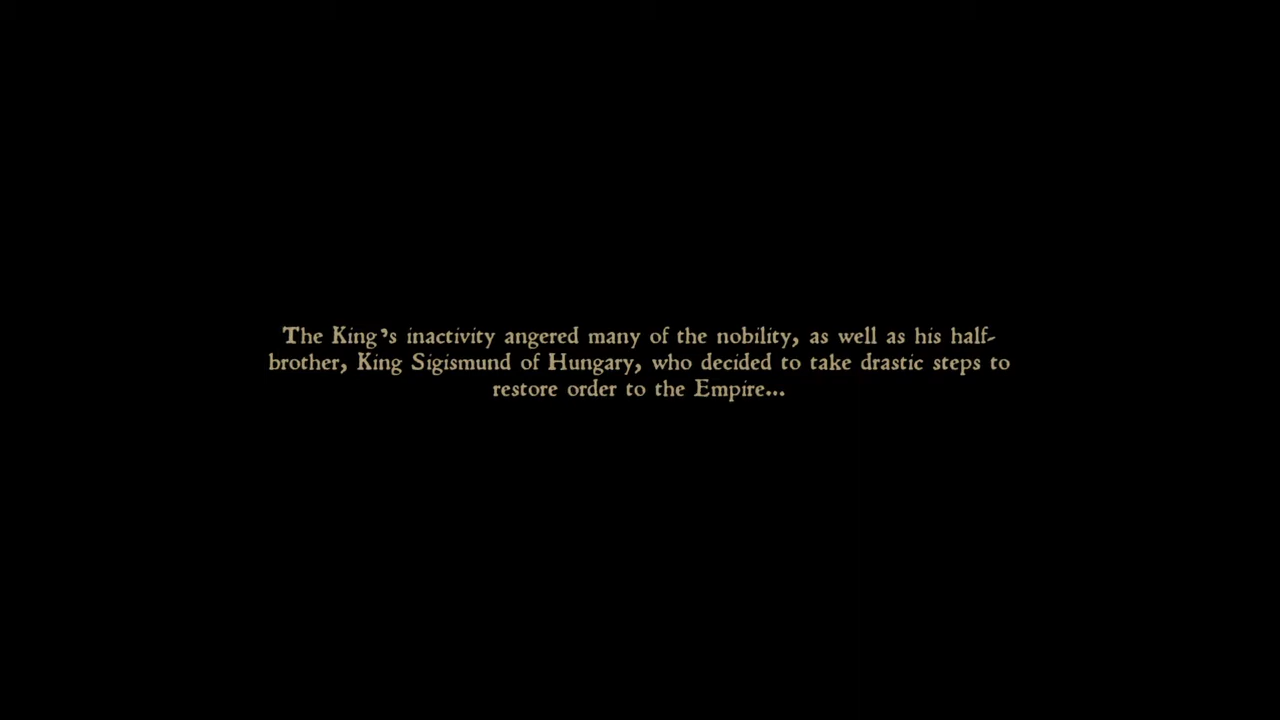 The King's inactivity angered many of the nobility, as well as his half-
brother, King Sigismund of Hungary, who decided to take drastic steps to
restore order to the Empire...